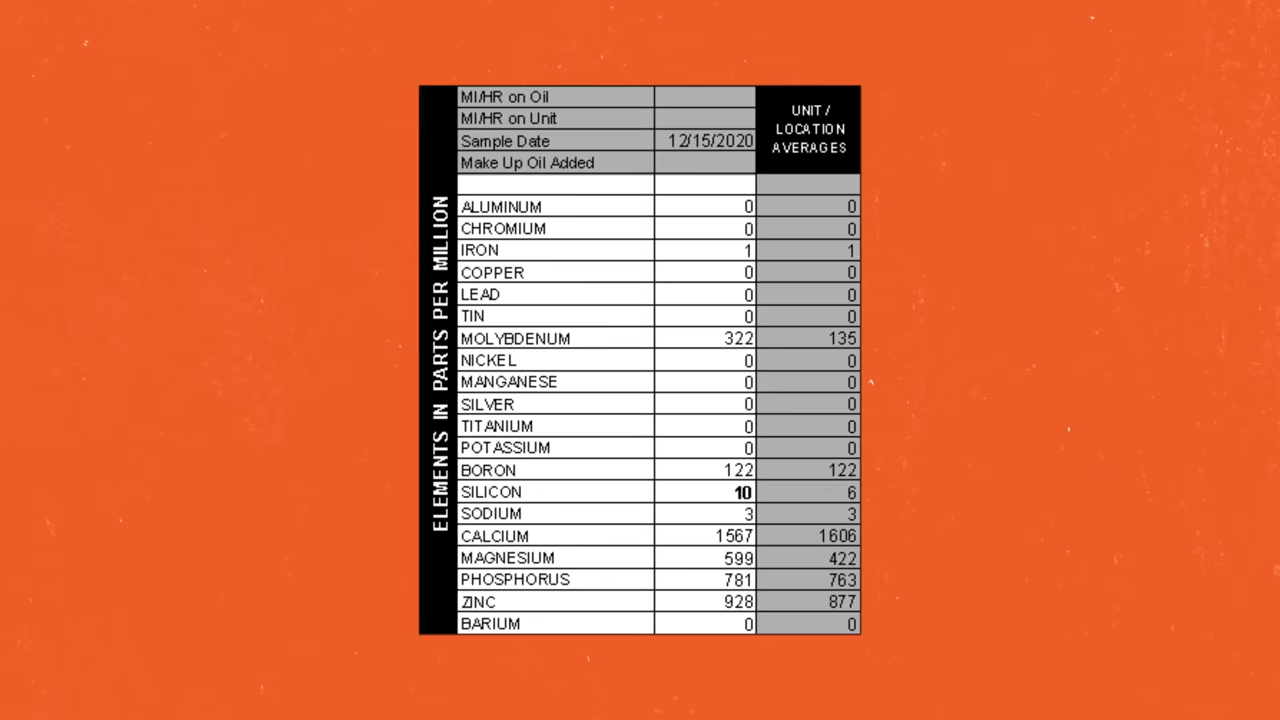 ELEMENTS IN PARTS PER MILLION
MI/HR on Oil
MI/HR on Unit
Sample Date 12/15/2020
Make Up Oil Added
UNIT /
LOCATION
AVERAGES
ALUMINUM 0 0
CHROMIUM 0 0
IRON 1 1
COPPER 0 0
LEAD 0 0
TIN 0 0
MOLYBDENUM 322 135
NICKEL 0 0
MANGANESE 0 0
SILVER 0 0
TITANIUM 0 0
POTASSIUM 0 0
BORON 122 122
SILICON 10 6
SODIUM 3 3
CALCIUM 1567 1606
MAGNESIUM 599 422
PHOSPHORUS 781 763
ZINC 928 877
BARIUM 0 0